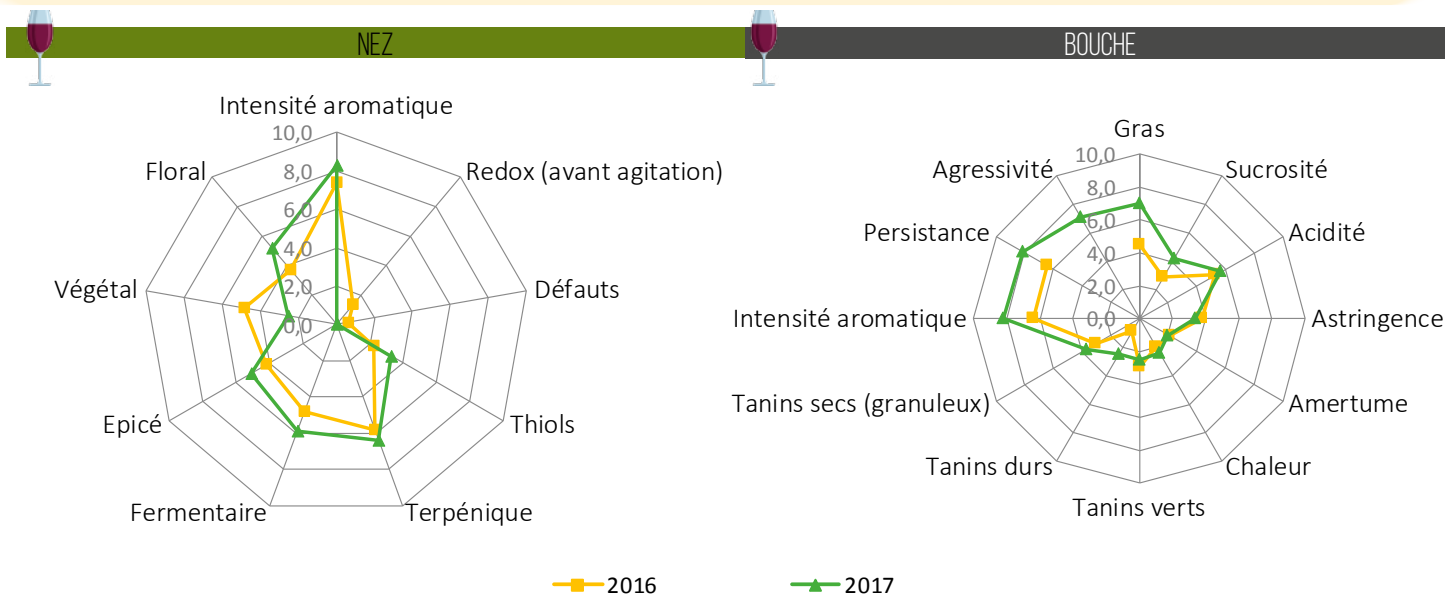 NEZ
BOUCHE
Intensité aromatique
Redox (avant agitation)
Défauts
Thiols
Terpénique
Fermentaire
Epicé
Végétal
Floral
10,0
8,0
6,0
4,0
2,0
0,0
Gras
Sucrosité
Acidité
Astringence
Amertume
Chaleur
Tanins verts
Tanins durs
Tanins secs (granuleux)
Intensité aromatique
Persistance
Agressivité
10,0
8,0
6,0
4,0
2,0
0,0
2016
2017